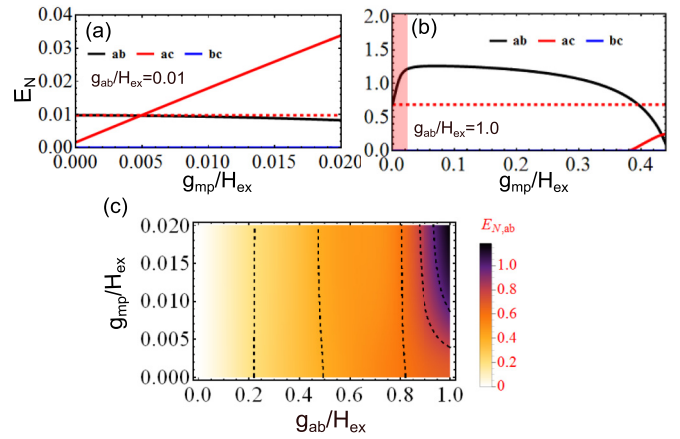 (a)
ab ac bc
g_ab/H_ex=0.01
E_N
0.04
0.03
0.02
0.01
0.00
0.000 0.005 0.010 0.015 0.020
g_mp/H_ex
(b)
ab ac bc
g_ab/H_ex=1.0
2.0
1.5
1.0
0.5
0.0
0.0 0.1 0.2 0.3 0.4
g_mp/H_ex
(c)
g_mp/H_ex
0.020
0.015
0.010
0.005
0.000
0.0 0.2 0.4 0.6 0.8 1.0
g_ab/H_ex
E_N,ab
1.0
0.8
0.6
0.4
0.2
0